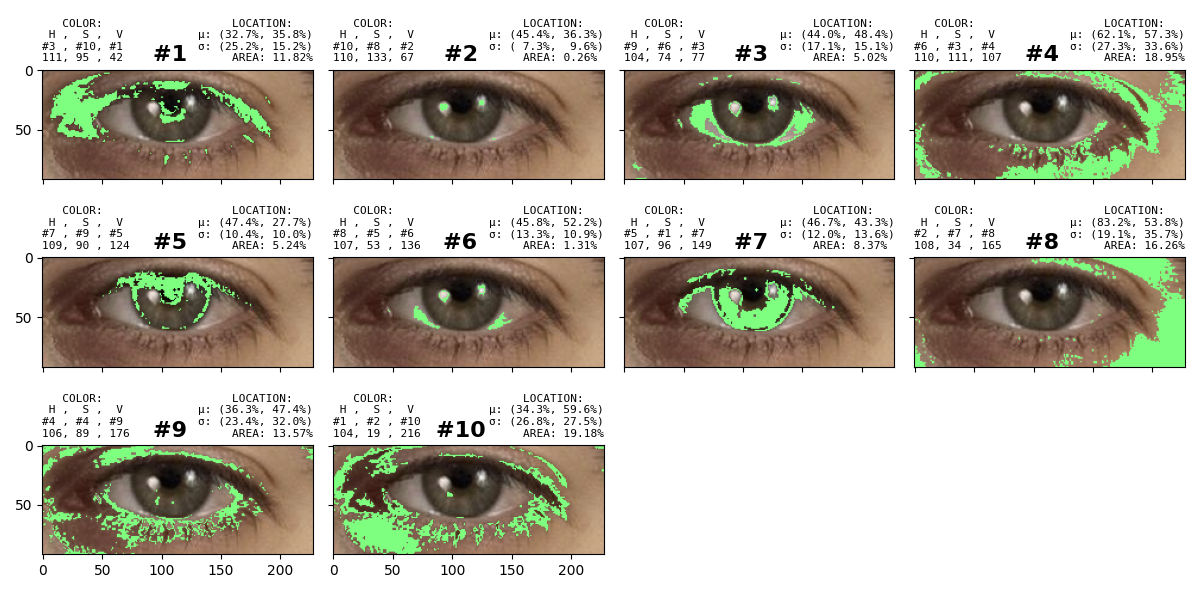 COLOR: LOCATION:
H , S , V μ: (32.7%, 35.8%)
#3 , #10, #1 σ: (25.2%, 15.2%)
111, 95 , 42 #1 AREA: 11.82%
COLOR: LOCATION:
H , S , V μ: (45.4%, 36.3%)
#10, #8 , #2 σ: ( 7.3%, 9.6%)
110, 133, 67 #2 AREA: 0.26%
COLOR: LOCATION:
H , S , V μ: (44.0%, 48.4%)
#9 , #6 , #3 σ: (17.1%, 15.1%)
104, 74 , 77 #3 AREA: 5.02%
COLOR: LOCATION:
H , S , V μ: (62.1%, 57.3%)
#6 , #3 , #4 σ: (27.3%, 33.6%)
110, 111, 107 #4 AREA: 18.95%
0
50
COLOR: LOCATION:
H , S , V μ: (47.4%, 27.7%)
#7 , #9 , #5 σ: (10.4%, 10.0%)
109, 90 , 124 #5 AREA: 5.24%
COLOR: LOCATION:
H , S , V μ: (45.8%, 52.2%)
#8 , #5 , #6 σ: (13.3%, 10.9%)
107, 53 , 136 #6 AREA: 1.31%
COLOR: LOCATION:
H , S , V μ: (46.7%, 43.3%)
#5 , #1 , #7 σ: (12.0%, 13.6%)
107, 96 , 149 #7 AREA: 8.37%
COLOR: LOCATION:
H , S , V μ: (83.2%, 53.8%)
#2 , #7 , #8 σ: (19.1%, 35.7%)
108, 34 , 165 #8 AREA: 16.26%
0
50
COLOR: LOCATION:
H , S , V μ: (36.3%, 47.4%)
#4 , #4 , #9 σ: (23.4%, 32.0%)
106, 89 , 176 #9 AREA: 13.57%
COLOR: LOCATION:
H , S , V μ: (34.3%, 59.6%)
#1 , #2 , #10 σ: (26.8%, 27.5%)
104, 19 , 216 #10 AREA: 19.18%
0
50
0 50 100 150 200
0 50 100 150 200